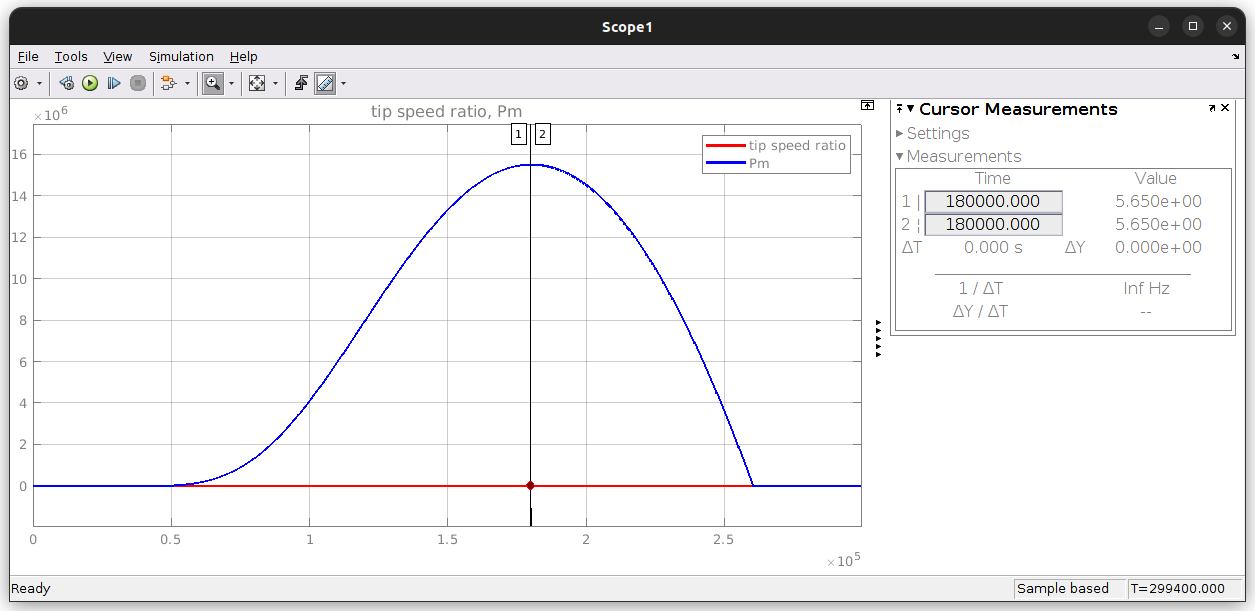 Scope1
File Tools View Simulation Help
tip speed ratio, Pm
×10^6
1 2
tip speed ratio
Pm
16
14
12
10
8
6
4
2
0
0 0.5 1 1.5 2 2.5
×10^5
Cursor Measurements
Settings
Measurements
Time Value
1 | 180000.000 5.650e+00
2 ¦ 180000.000 5.650e+00
ΔT 0.000 s ΔY 0.000e+00
1 / ΔT Inf Hz
ΔY / ΔT --
Ready Sample based T=299400.000